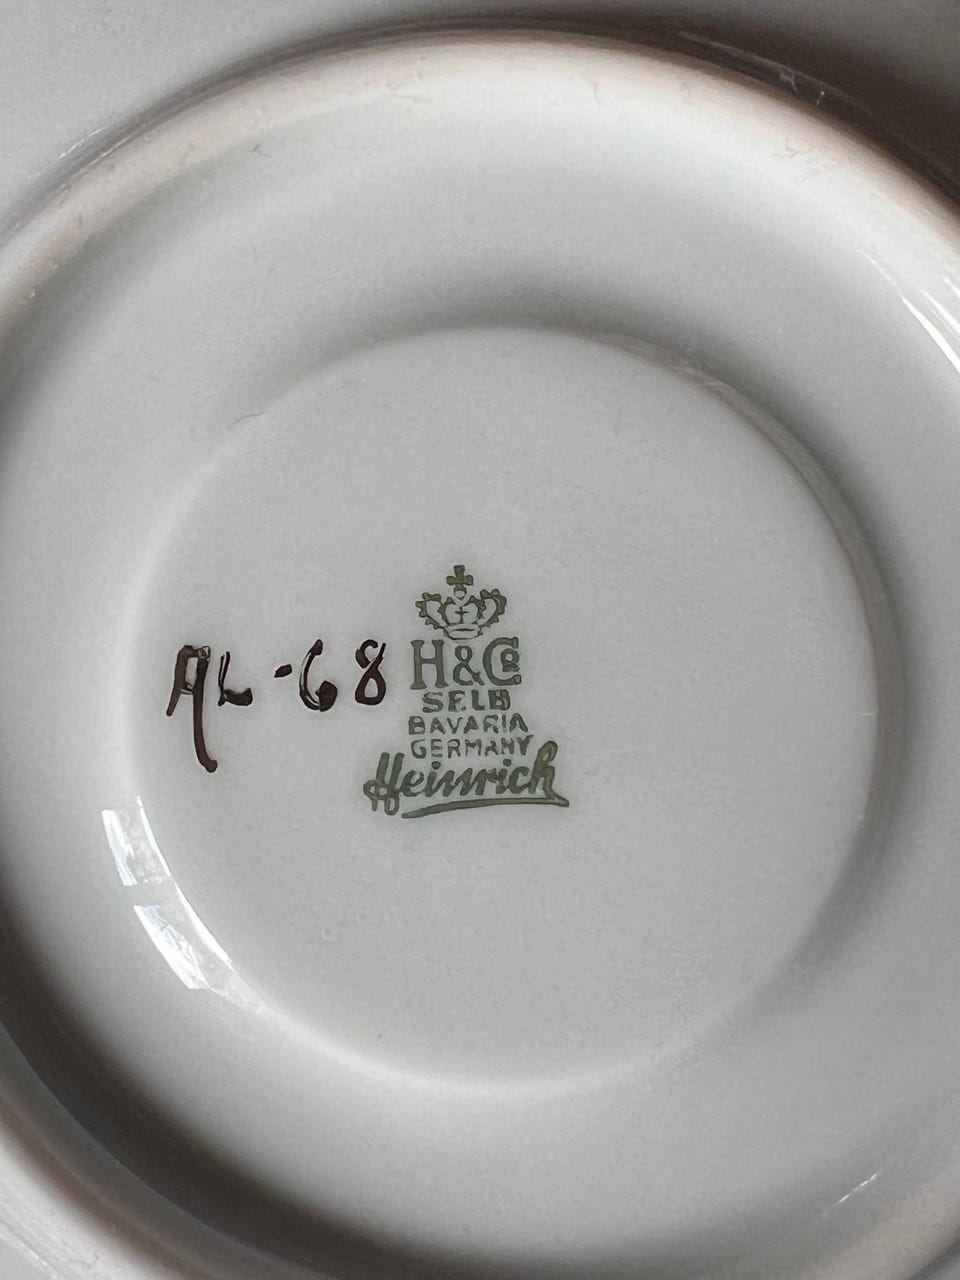 AL-68
H&Co
SELB
BAVARIA
GERMANY
Heinrich